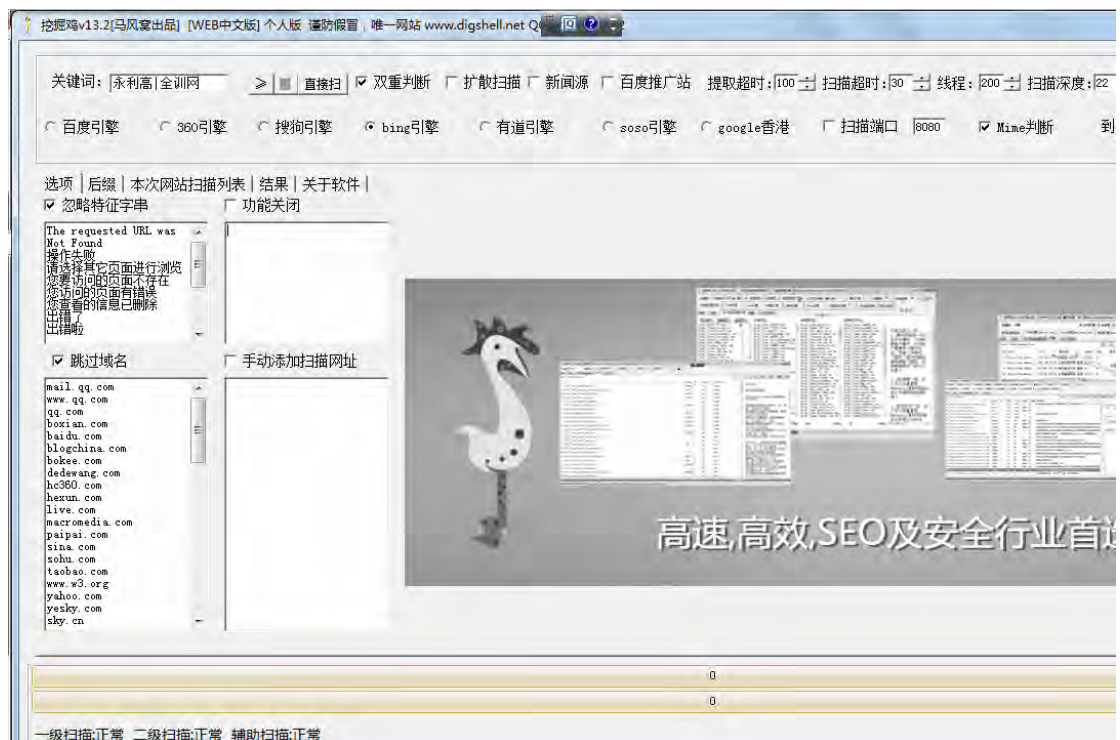 挖掘鸡v13.2[马风窝出品] [WEB中文版] 个人版 谨防假冒，唯一网站 www.digshell.net Q
关键词: 永利高|全训网 > 直接扫 双重判断 扩散扫描 新闻源 百度推广站 提取超时: 100 扫描超时: 30 线程: 200 扫描深度: 22
百度引擎 360引擎 搜狗引擎 bing引擎 有道引擎 soso引擎 google香港 扫描端口 8080 Mime判断 到
选项 后缀 本次网站扫描列表 结果 关于软件
忽略特征字串 功能关闭
The requested URL was
Not Found
操作失败
请选择其它页面进行浏览
您要访问的页面不存在
您访问的页面有错误
您查看的信息已删除
出错了
出错啦
跳过域名 手动添加扫描网址
mail.qq.com
www.qq.com
qq.com
boxian.com
baidu.com
blogchina.com
bokee.com
dedewang.com
hc360.com
hexun.com
live.com
macromedia.com
paipai.com
sina.com
sohu.com
taobao.com
www.w3.org
yahoo.com
yesky.com
sky.cn
高速,高效,SEO及安全行业首选
0
0
一级扫描:正常 二级扫描:正常 辅助扫描:正常